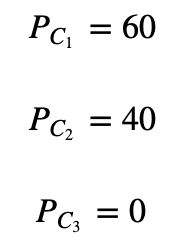 P_{C_1} = 60
P_{C_2} = 40
P_{C_3} = 0